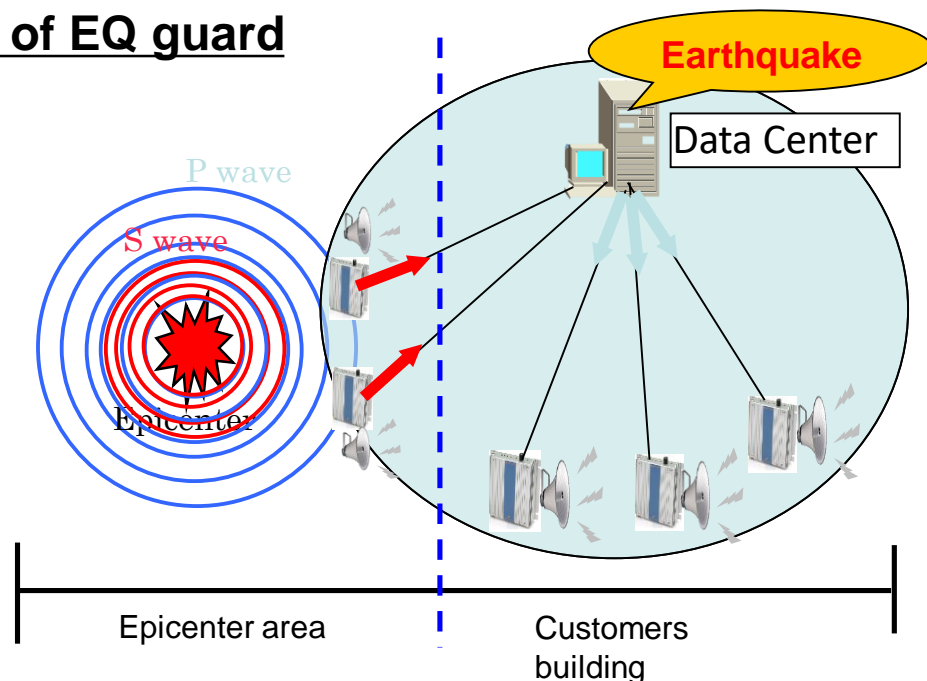 of EQ guard
Earthquake
Data Center
P wave
S wave
Epicenter
Epicenter area
Customers
building